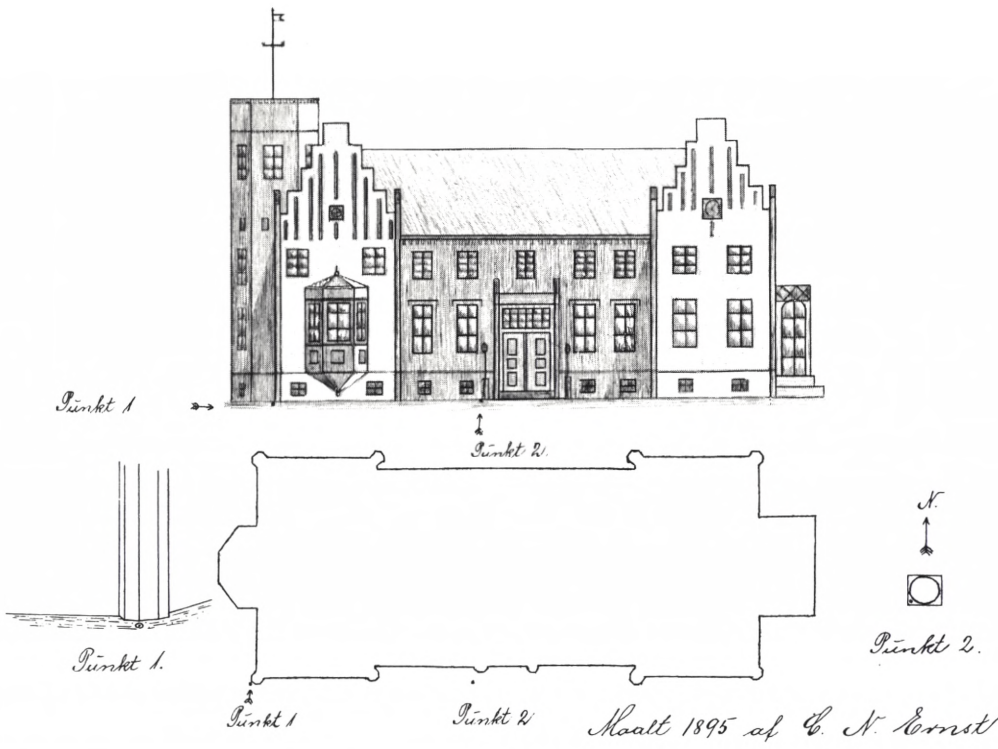 Punkt 1
Punkt 2.
N.
Punkt 1.
Punkt 2.
Punkt 1
Punkt 2
Maalt 1895 af C. N. Ernst